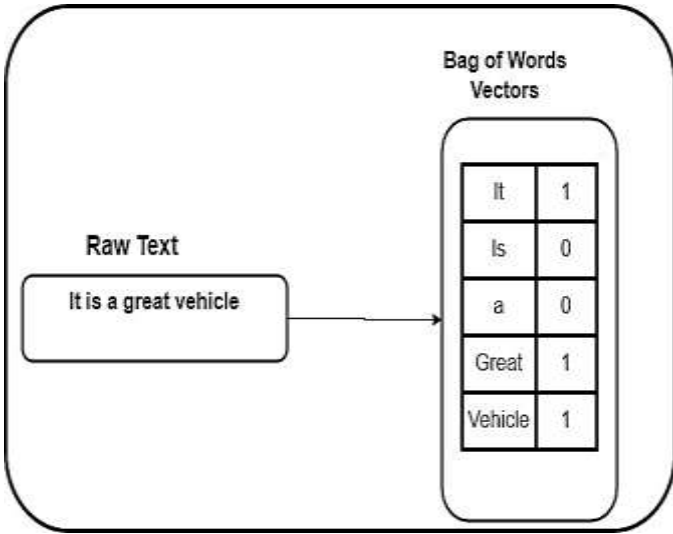 Bag of Words
Vectors
Raw Text
It is a great vehicle
It 1
Is 0
a 0
Great 1
Vehicle 1